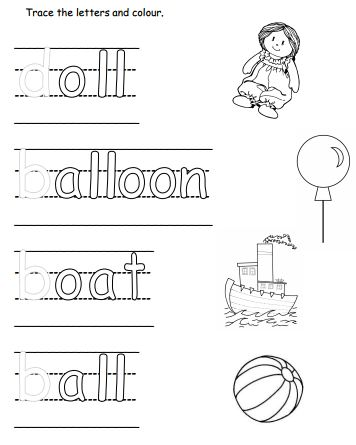 Trace the letters and colour.
doll
balloon
boat
ball